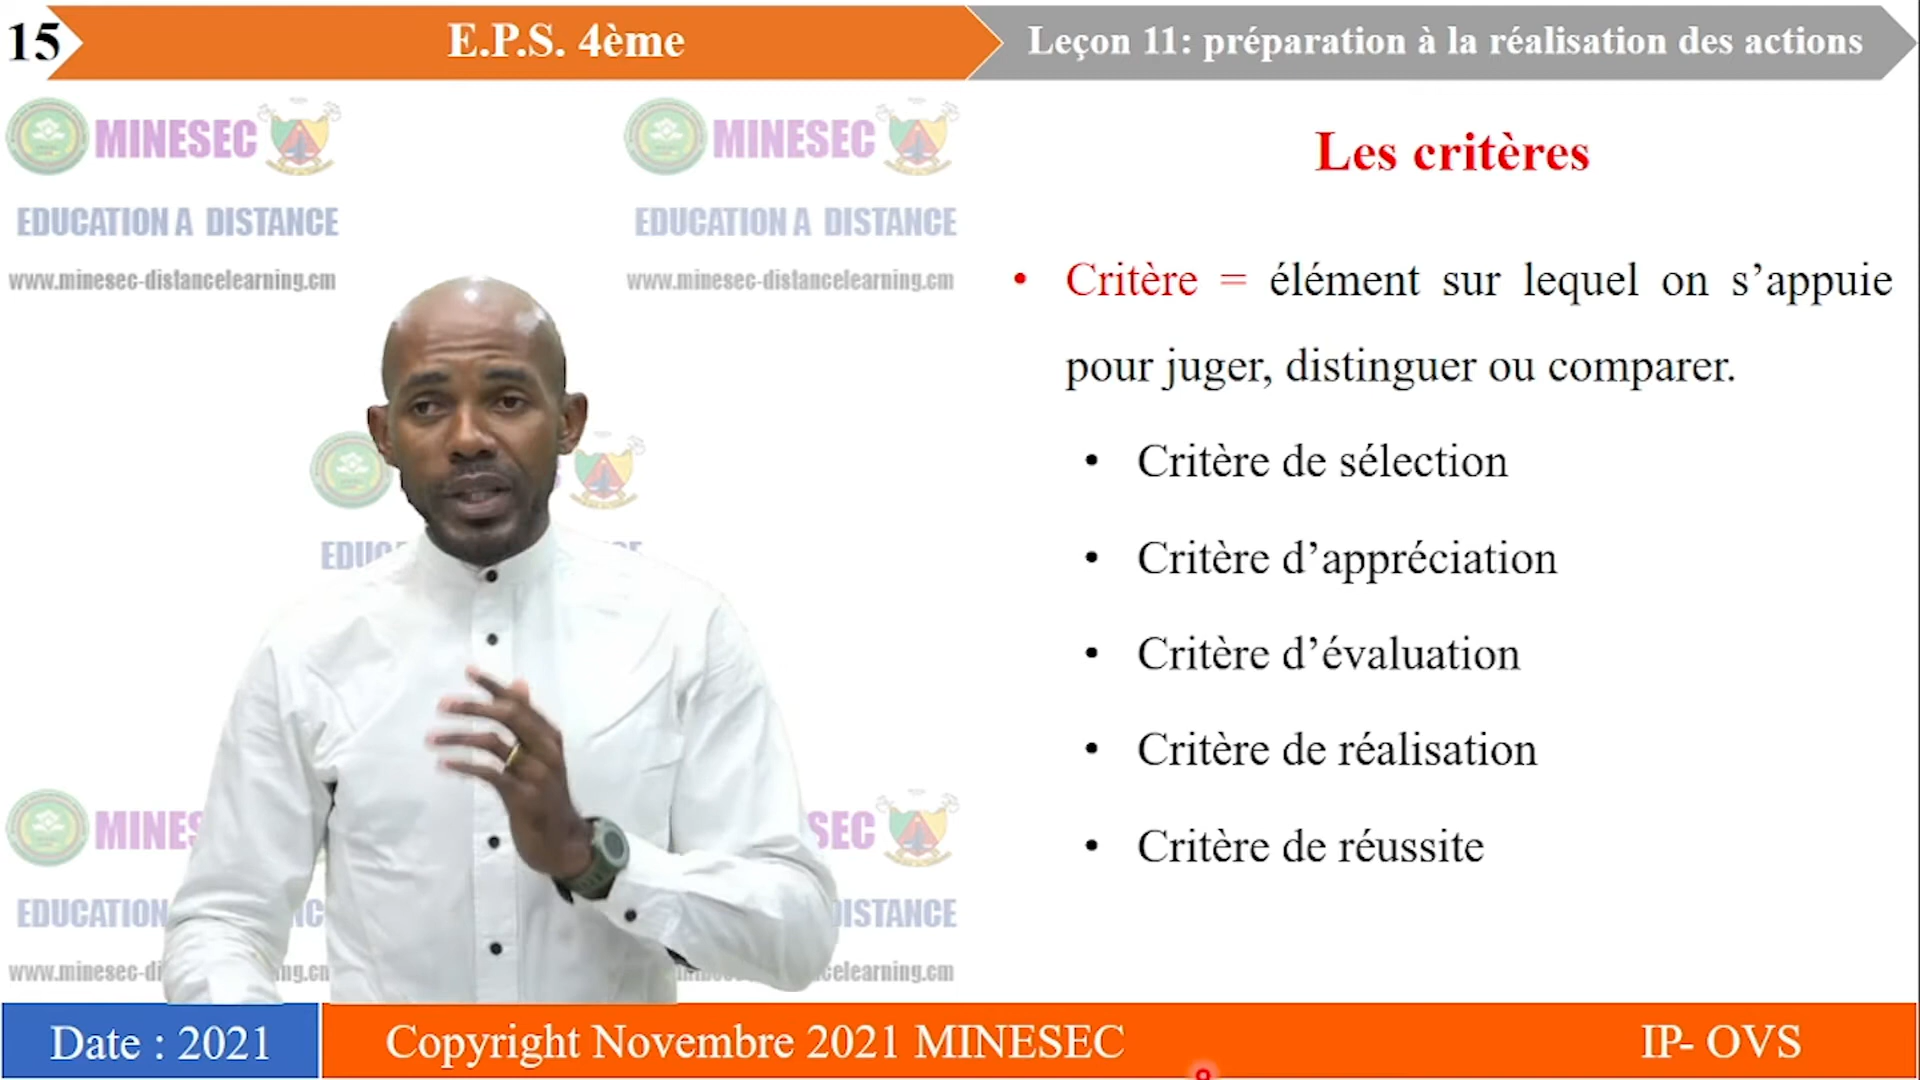 15
E.P.S. 4ème
Leçon 11: préparation à la réalisation des actions
MINESEC
EDUCATION A DISTANCE
www.minesec-distancelearning.cm
MINESEC
EDUCATION A DISTANCE
www.minesec-distancelearning.cm
Les critères
• Critère = élément sur lequel on s’appuie
pour juger, distinguer ou comparer.
• Critère de sélection
• Critère d’appréciation
• Critère d’évaluation
• Critère de réalisation
• Critère de réussite
Date : 2021
Copyright Novembre 2021 MINESEC
IP- OVS